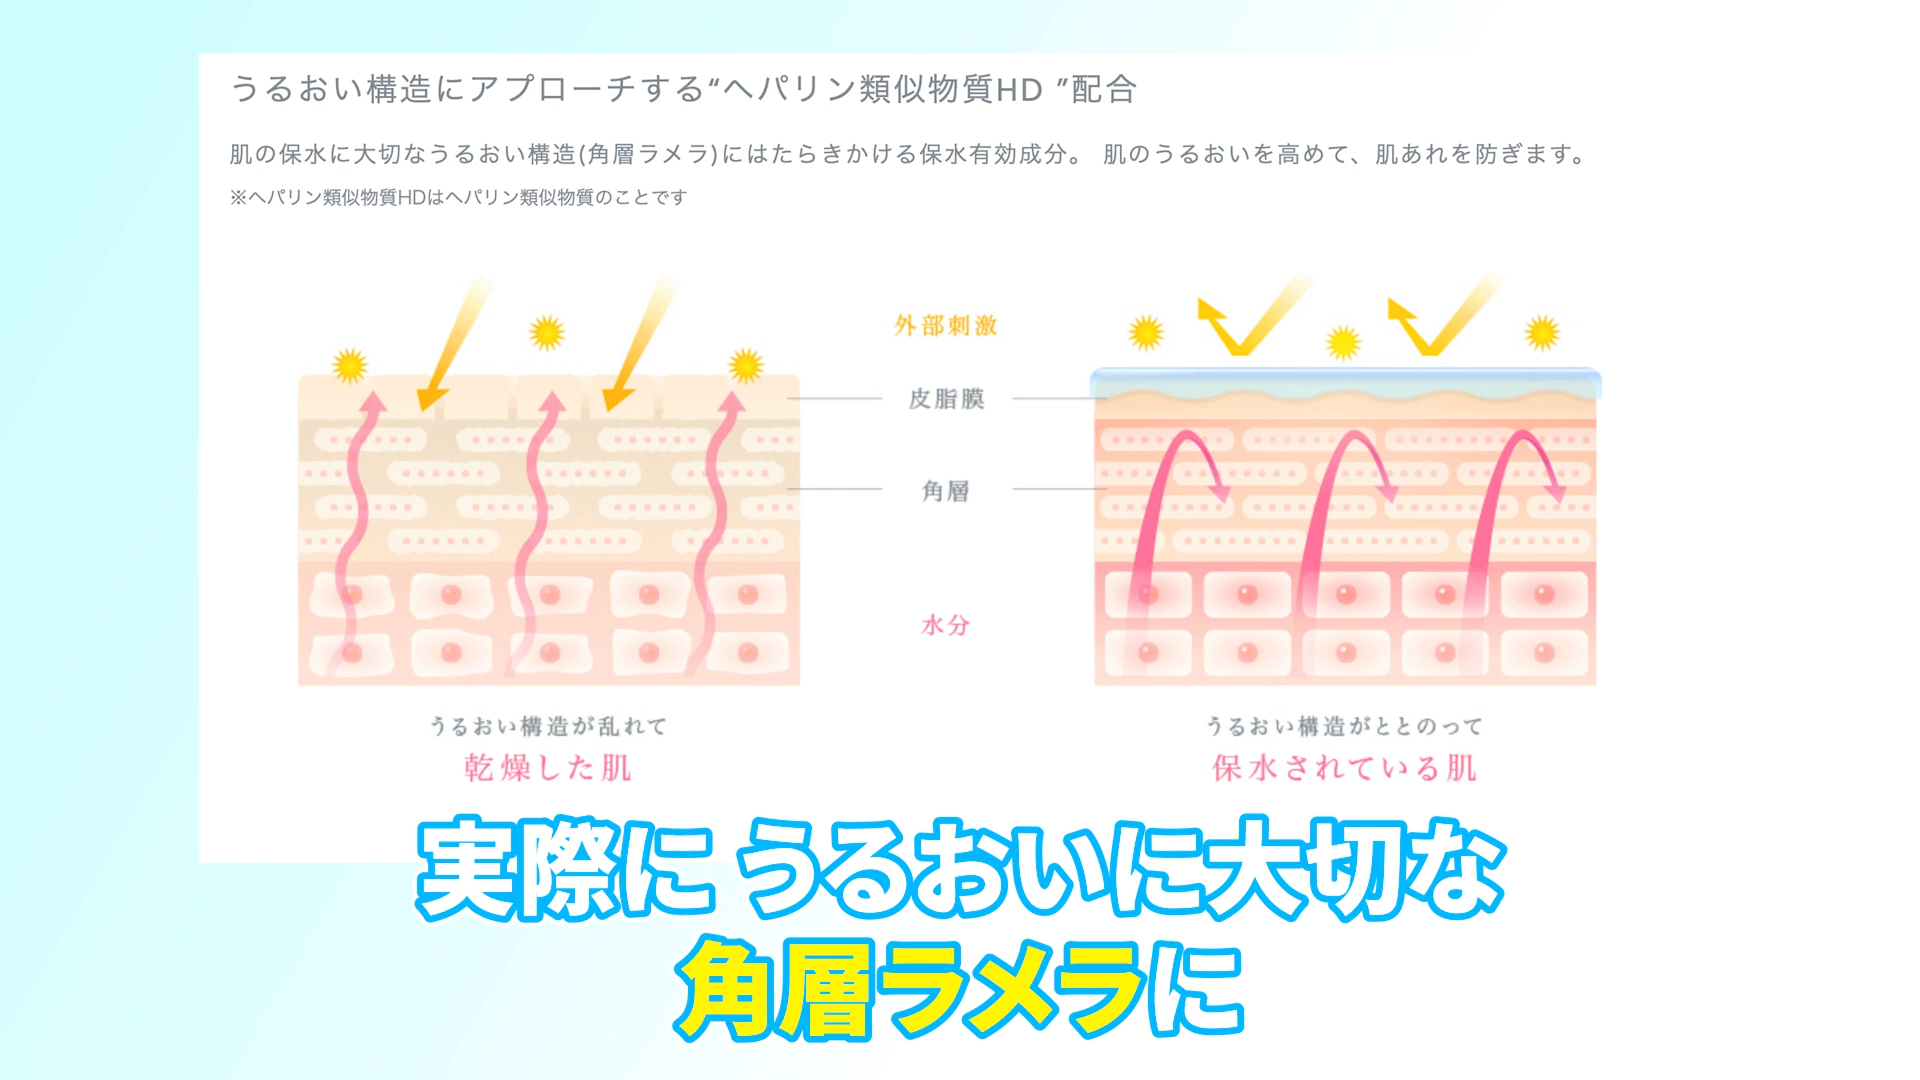 うるおい構造にアプローチする“ヘパリン類似物質HD ”配合
肌の保水に大切なうるおい構造(角層ラメラ)にはたらきかける保水有効成分。 肌のうるおいを高めて、肌あれを防ぎます。
※ヘパリン類似物質HDはヘパリン類似物質のことです
外部刺激
皮脂膜
角層
水分
うるおい構造が乱れて
乾燥した肌
うるおい構造がととのって
保水されている肌
実際に うるおいに大切な
角層ラメラに